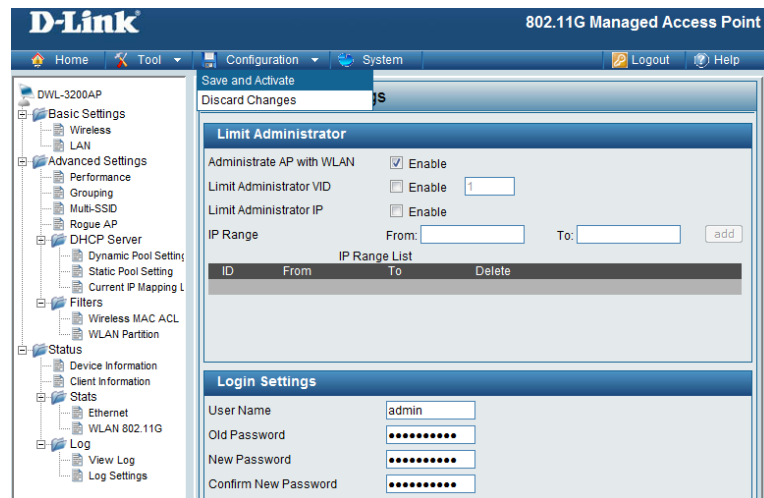 D-Link
802.11G Managed Access Point
Home Tool Configuration System Logout Help
Save and Activate
Discard Changes
gs
DWL-3200AP
Basic Settings
Wireless
LAN
Advanced Settings
Performance
Grouping
Multi-SSID
Rogue AP
DHCP Server
Dynamic Pool Setting
Static Pool Setting
Current IP Mapping L
Filters
Wireless MAC ACL
WLAN Partition
Status
Device Information
Client Information
Stats
Ethernet
WLAN 802.11G
Log
View Log
Log Settings
Limit Administrator
Administrate AP with WLAN Enable
Limit Administrator VID Enable 1
Limit Administrator IP Enable
IP Range From: To: add
IP Range List
ID From To Delete
Login Settings
User Name admin
Old Password ●●●●●●●●●●
New Password ●●●●●●●●●●
Confirm New Password ●●●●●●●●●●